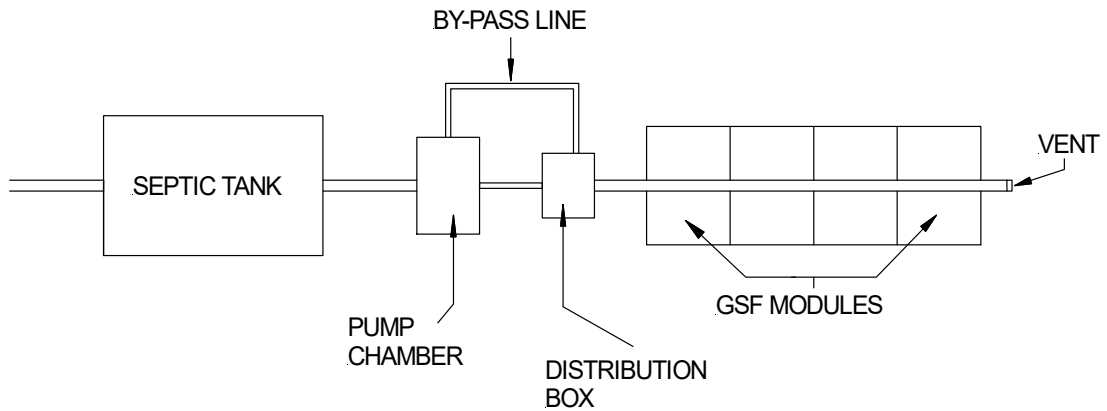 BY-PASS LINE
VENT
SEPTIC TANK
GSF MODULES
PUMP
CHAMBER
DISTRIBUTION
BOX